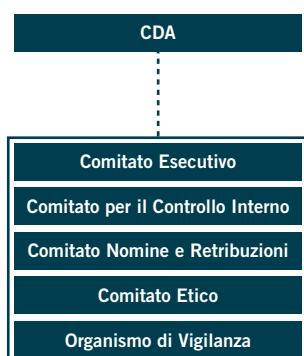 CDA
Comitato Esecutivo
Comitato per il Controllo Interno
Comitato Nomine e Retribuzioni
Comitato Etico
Organismo di Vigilanza